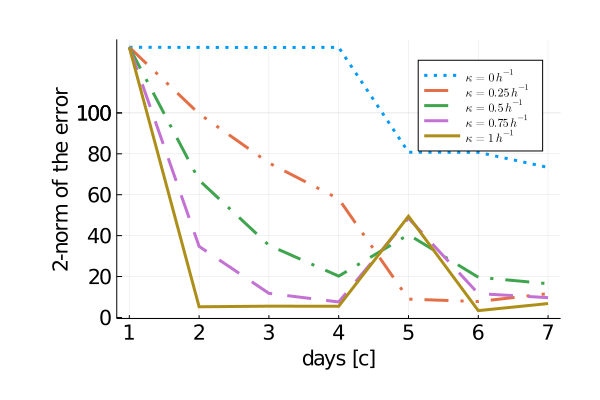 2-norm of the error
100
80
60
40
20
0
1 2 3 4 5 6 7
days [c]
κ = 0 h⁻¹
κ = 0.25 h⁻¹
κ = 0.5 h⁻¹
κ = 0.75 h⁻¹
κ = 1 h⁻¹